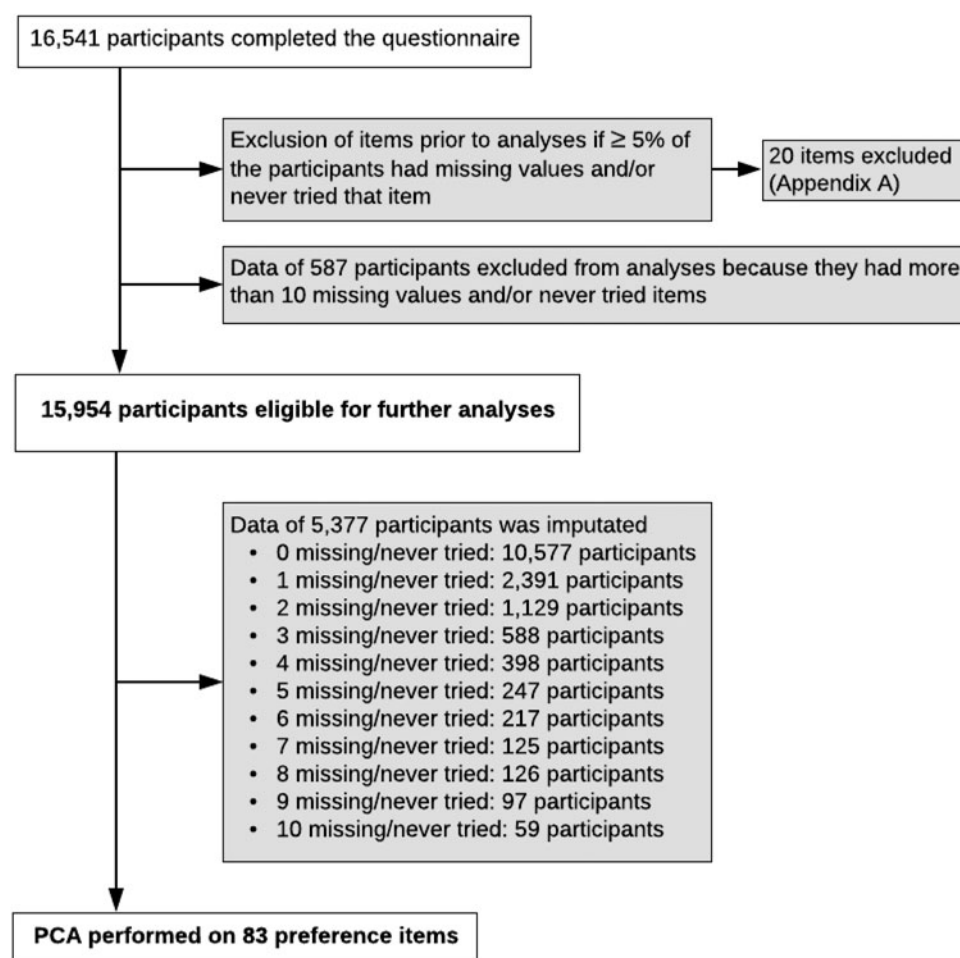 16,541 participants completed the questionnaire
Exclusion of items prior to analyses if ≥ 5% of
the participants had missing values and/or
never tried that item
20 items excluded
(Appendix A)
Data of 587 participants excluded from analyses because they had more
than 10 missing values and/or never tried items
15,954 participants eligible for further analyses
Data of 5,377 participants was imputated
• 0 missing/never tried: 10,577 participants
• 1 missing/never tried: 2,391 participants
• 2 missing/never tried: 1,129 participants
• 3 missing/never tried: 588 participants
• 4 missing/never tried: 398 participants
• 5 missing/never tried: 247 participants
• 6 missing/never tried: 217 participants
• 7 missing/never tried: 125 participants
• 8 missing/never tried: 126 participants
• 9 missing/never tried: 97 participants
• 10 missing/never tried: 59 participants
PCA performed on 83 preference items